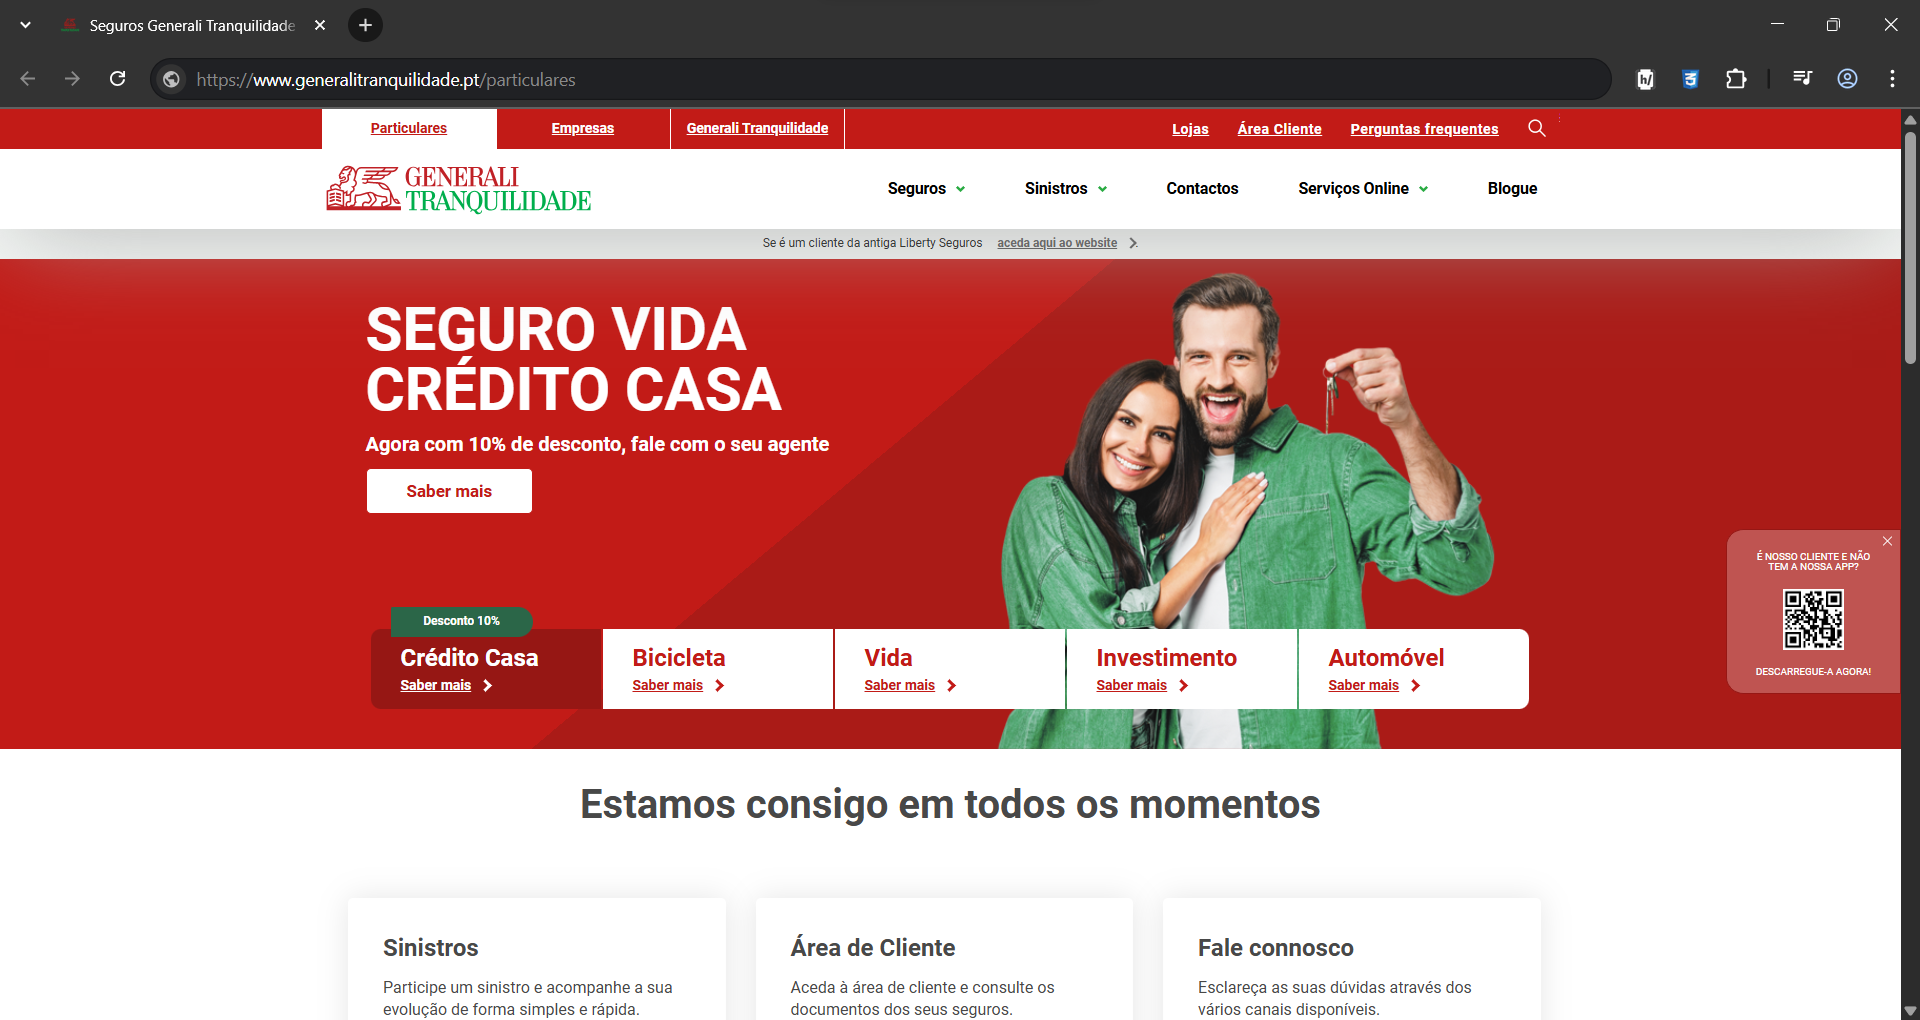 Seguros Generali Tranquilidade
https://www.generalitranquilidade.pt/particulares
Particulares
Empresas
Generali Tranquilidade
Lojas
Área Cliente
Perguntas frequentes
GENERALI
TRANQUILIDADE
Seguros
Sinistros
Contactos
Serviços Online
Blogue
Se é um cliente da antiga Liberty Seguros aceda aqui ao website
SEGURO VIDA
CRÉDITO CASA
Agora com 10% de desconto, fale com o seu agente
Saber mais
É NOSSO CLIENTE E NÃO
TEM A NOSSA APP?
DESCARREGUE-A AGORA!
Desconto 10%
Crédito Casa
Saber mais
Bicicleta
Saber mais
Vida
Saber mais
Investimento
Saber mais
Automóvel
Saber mais
Estamos consigo em todos os momentos
Sinistros
Participe um sinistro e acompanhe a sua
evolução de forma simples e rápida.
Área de Cliente
Aceda à área de cliente e consulte os
documentos dos seus seguros.
Fale connosco
Esclareça as suas dúvidas através dos
vários canais disponíveis.